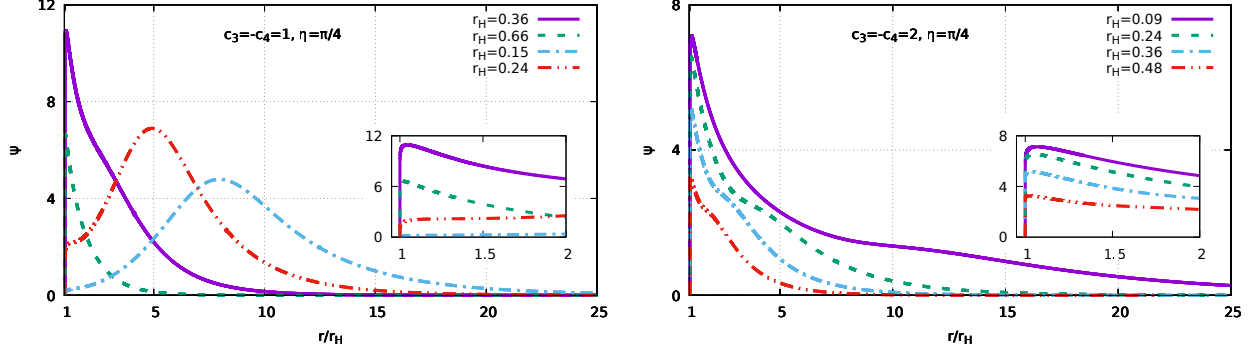 c₃=-c₄=1, η=π/4
r_H=0.36
r_H=0.66
r_H=0.15
r_H=0.24
12
8
4
0
ψ
12
6
0
1 1.5 2
1 5 10 15 20 25
r/r_H
c₃=-c₄=2, η=π/4
r_H=0.09
r_H=0.24
r_H=0.36
r_H=0.48
8
4
0
ψ
8
4
0
1 1.5 2
1 5 10 15 20 25
r/r_H